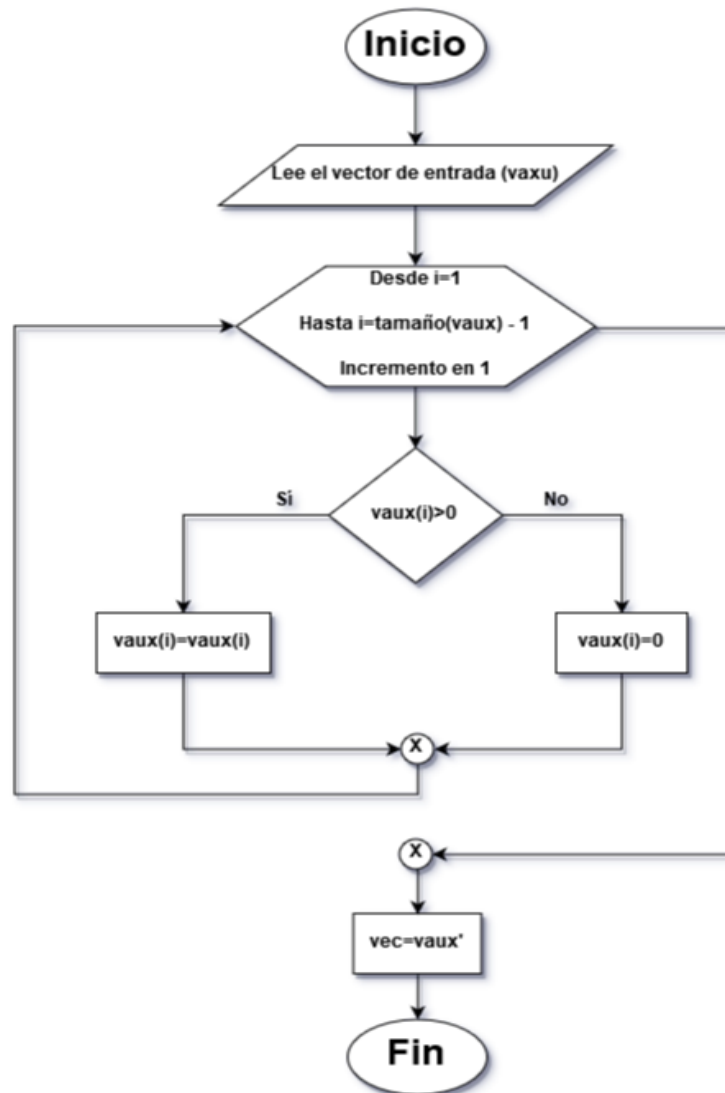 Inicio
Lee el vector de entrada (vaxu)
Desde i=1
Hasta i=tamaño(vaux) - 1
Incremento en 1
vaux(i)>0
Sí
No
vaux(i)=vaux(i)
vaux(i)=0
X
X
vec=vaux'
Fin